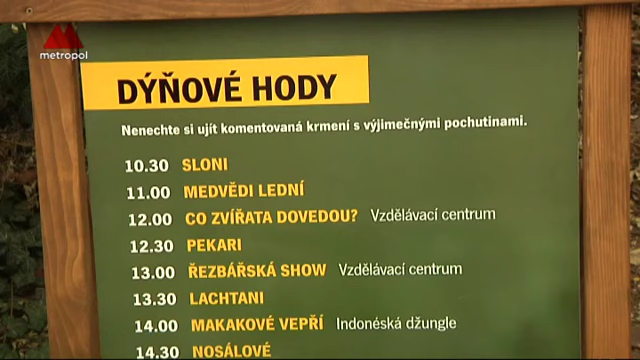 metropol
DÝŇOVÉ HODY
Nenechte si ujít komentovaná krmení s výjimečnými pochutinami.
10.30 SLONI
11.00 MEDVĚDI LEDNÍ
12.00 CO ZVÍŘATA DOVEDOU? Vzdělávací centrum
12.30 PEKARI
13.00 ŘEZBÁŘSKÁ SHOW Vzdělávací centrum
13.30 LACHTANI
14.00 MAKAKOVÉ VEPŘÍ Indonéská džungle
14.30 NOSÁLOVÉ